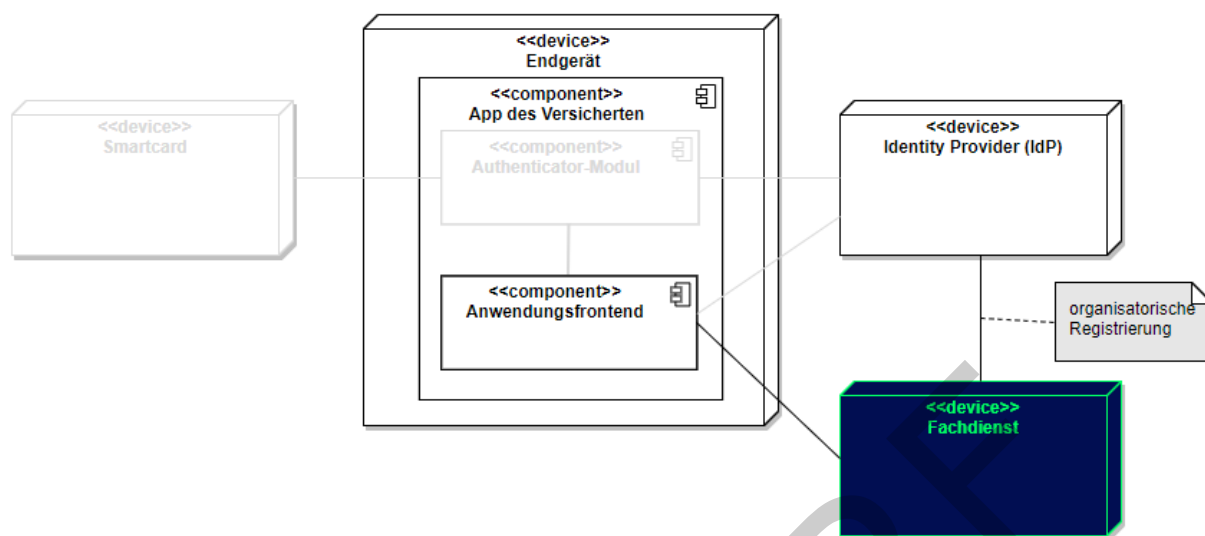 <<device>>
Endgerät
<<component>>
App des Versicherten
<<device>>
Smartcard
<<component>>
Authenticator-Modul
<<device>>
Identity Provider (IdP)
<<component>>
Anwendungsfrontend
organisatorische
Registrierung
<<device>>
Fachdienst